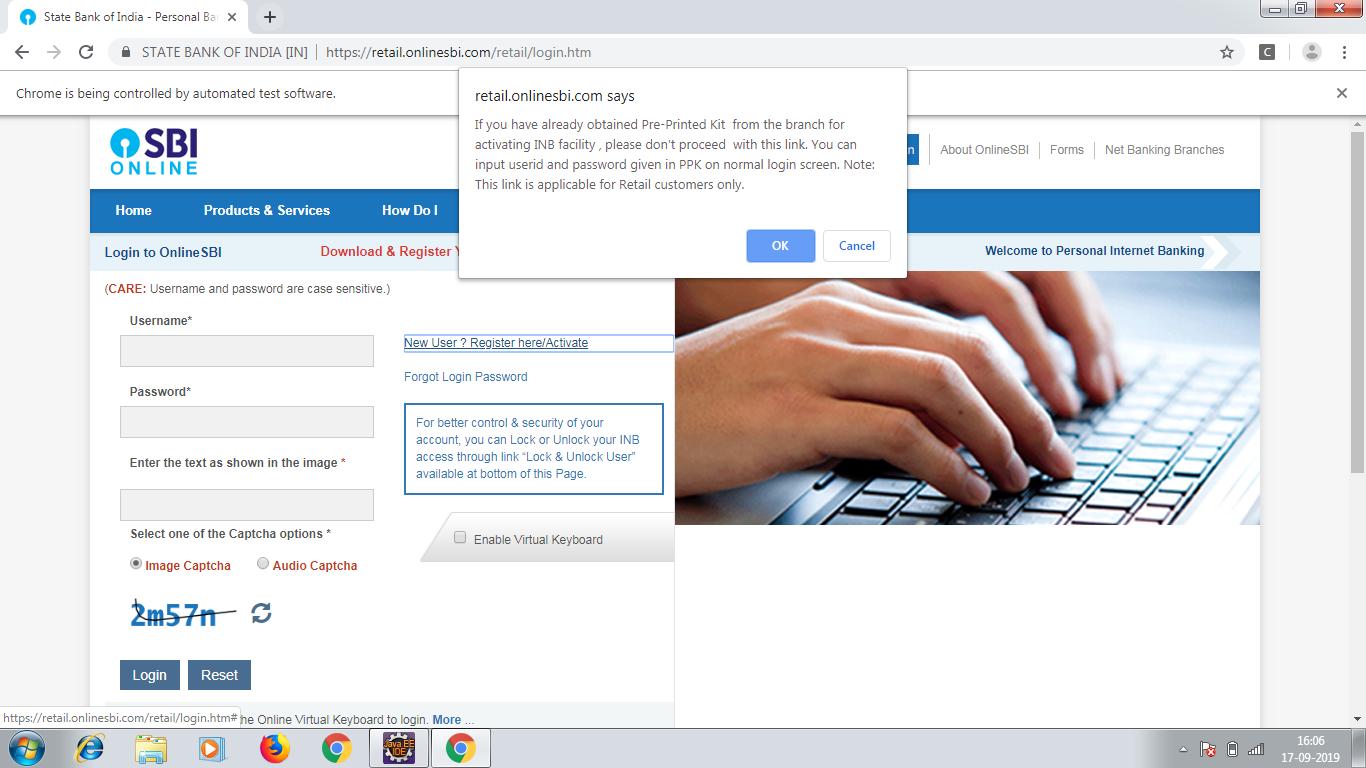 State Bank of India - Personal Ba
STATE BANK OF INDIA [IN]
https://retail.onlinesbi.com/retail/login.htm
C
Chrome is being controlled by automated test software.
retail.onlinesbi.com says
If you have already obtained Pre-Printed Kit from the branch for
activating INB facility , please don't proceed with this link. You can
input userid and password given in PPK on normal login screen. Note:
This link is applicable for Retail customers only.
OK
Cancel
SBI
ONLINE
n
About OnlineSBI
Forms
Net Banking Branches
Home
Products & Services
How Do I
Login to OnlineSBI
Download & Register Y
Welcome to Personal Internet Banking
(CARE: Username and password are case sensitive.)
Username*
New User ? Register here/Activate
Forgot Login Password
Password*
For better control & security of your
account, you can Lock or Unlock your INB
access through link “Lock & Unlock User”
available at bottom of this Page.
Enter the text as shown in the image *
Select one of the Captcha options *
Enable Virtual Keyboard
Image Captcha
Audio Captcha
2m57n
Login
Reset
https://retail.onlinesbi.com/retail/login.htm#
he Online Virtual Keyboard to login. More ...
Java EE
IDE
16:06
17-09-2019